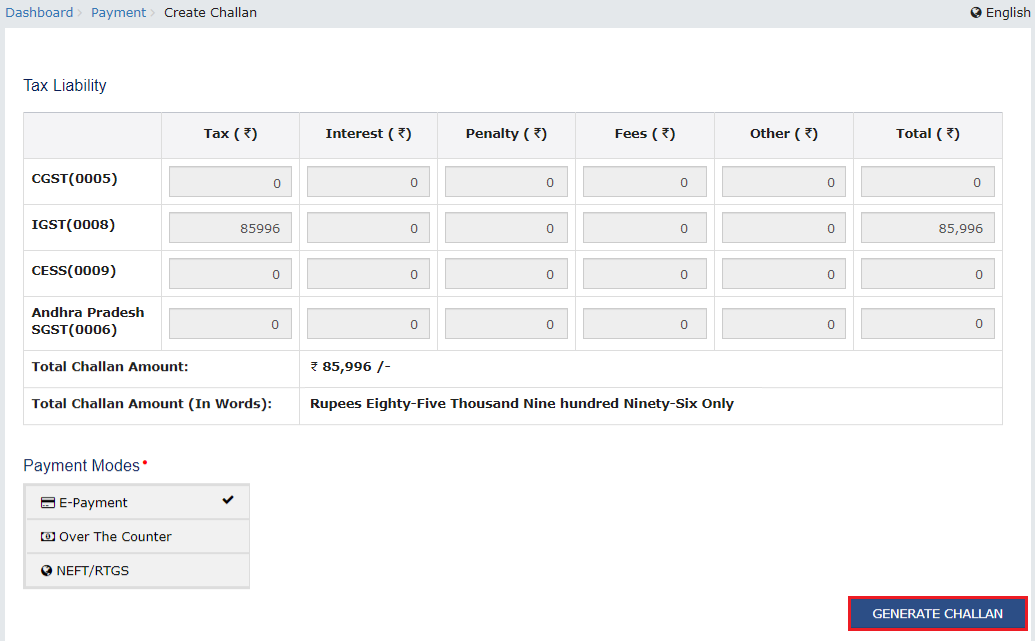 Dashboard › Payment › Create Challan English
Tax Liability
Tax ( ₹) Interest ( ₹) Penalty ( ₹) Fees ( ₹) Other ( ₹) Total ( ₹)
CGST(0005) 0 0 0 0 0 0
IGST(0008) 85996 0 0 0 0 85,996
CESS(0009) 0 0 0 0 0 0
Andhra Pradesh
SGST(0006) 0 0 0 0 0 0
Total Challan Amount: ₹ 85,996 /-
Total Challan Amount (In Words): Rupees Eighty-Five Thousand Nine hundred Ninety-Six Only
Payment Modes•
E-Payment
Over The Counter
NEFT/RTGS
GENERATE CHALLAN